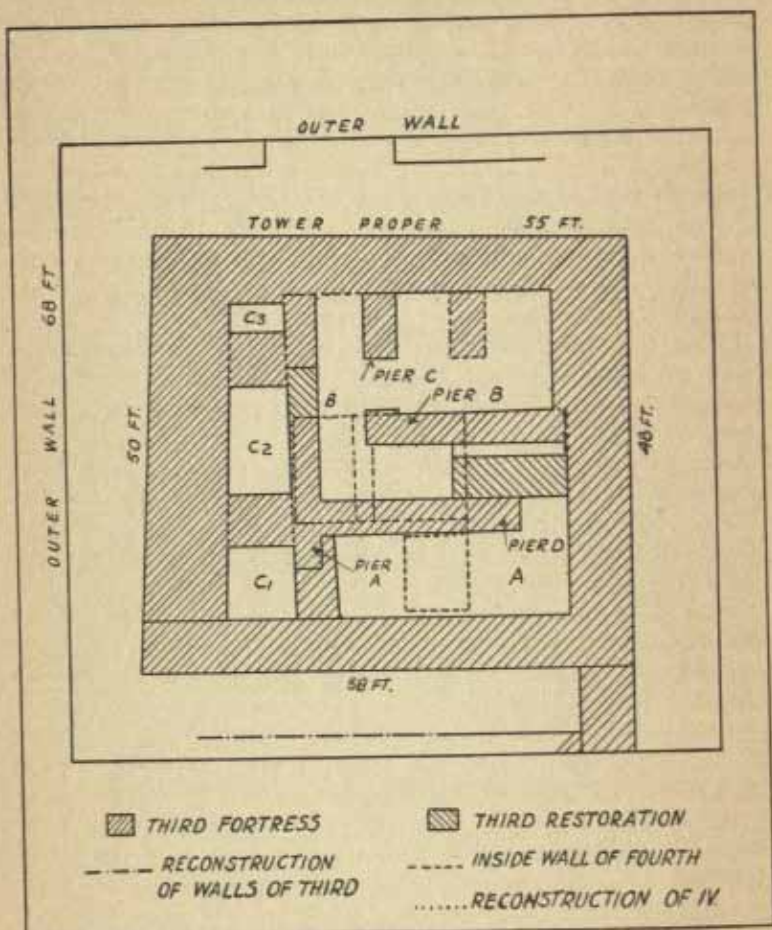 OUTER WALL
TOWER PROPER 55 FT.
OUTER WALL 68 FT
50 FT.
48 FT.
C3
PIER C
B
PIER B
C2
PIER D
PIER
A
A
C1
58 FT.
THIRD FORTRESS
THIRD RESTORATION
RECONSTRUCTION
OF WALLS OF THIRD
INSIDE WALL OF FOURTH
RECONSTRUCTION OF IV.